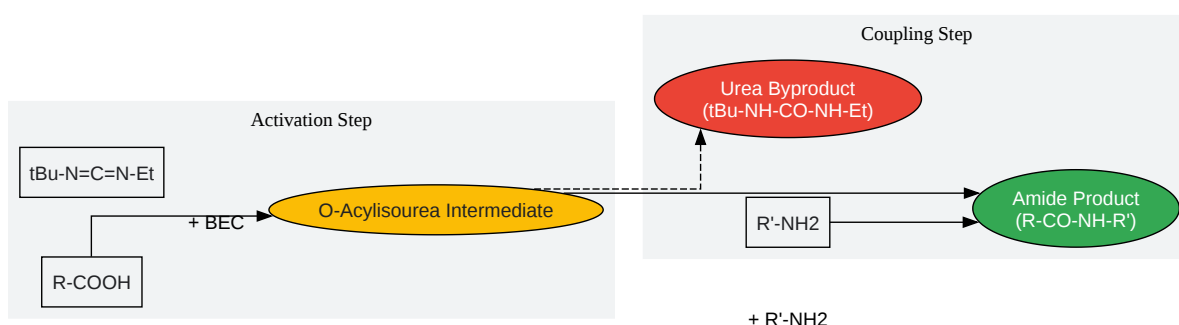 Activation Step
tBu-N=C=N-Et
R-COOH
+ BEC
O-Acylisourea Intermediate
Coupling Step
Urea Byproduct
(tBu-NH-CO-NH-Et)
R'-NH2
Amide Product
(R-CO-NH-R')
+ R'-NH2